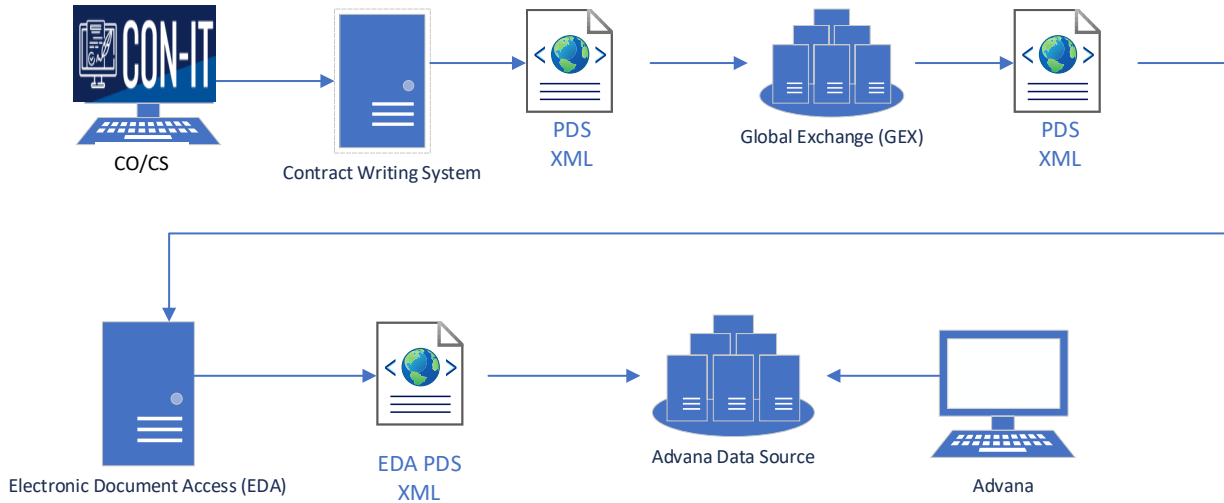 CON-IT
CO/CS
Contract Writing System
PDS
XML
Global Exchange (GEX)
PDS
XML
Electronic Document Access (EDA)
EDA PDS
XML
Advana Data Source
Advana